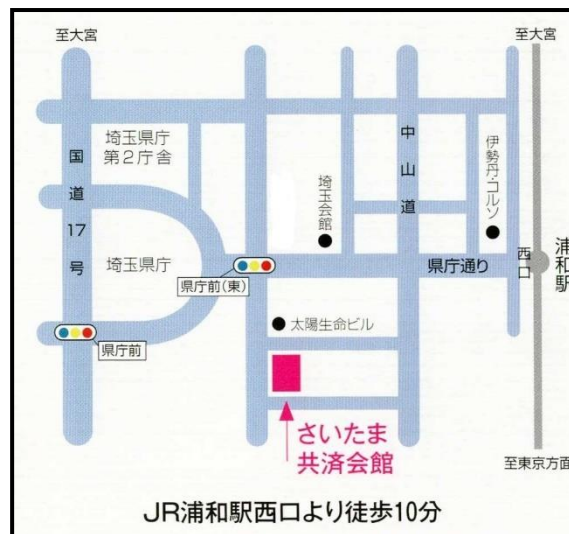 至大宮
至大宮
埼玉県庁
第2庁舎
国道17号
埼玉県庁
埼玉会館
中山道
伊勢丹・コルソ
県庁通り
西口
浦和駅
県庁前(東)
県庁前
太陽生命ビル
さいたま
共済会館
至東京方面
JR浦和駅西口より徒歩10分